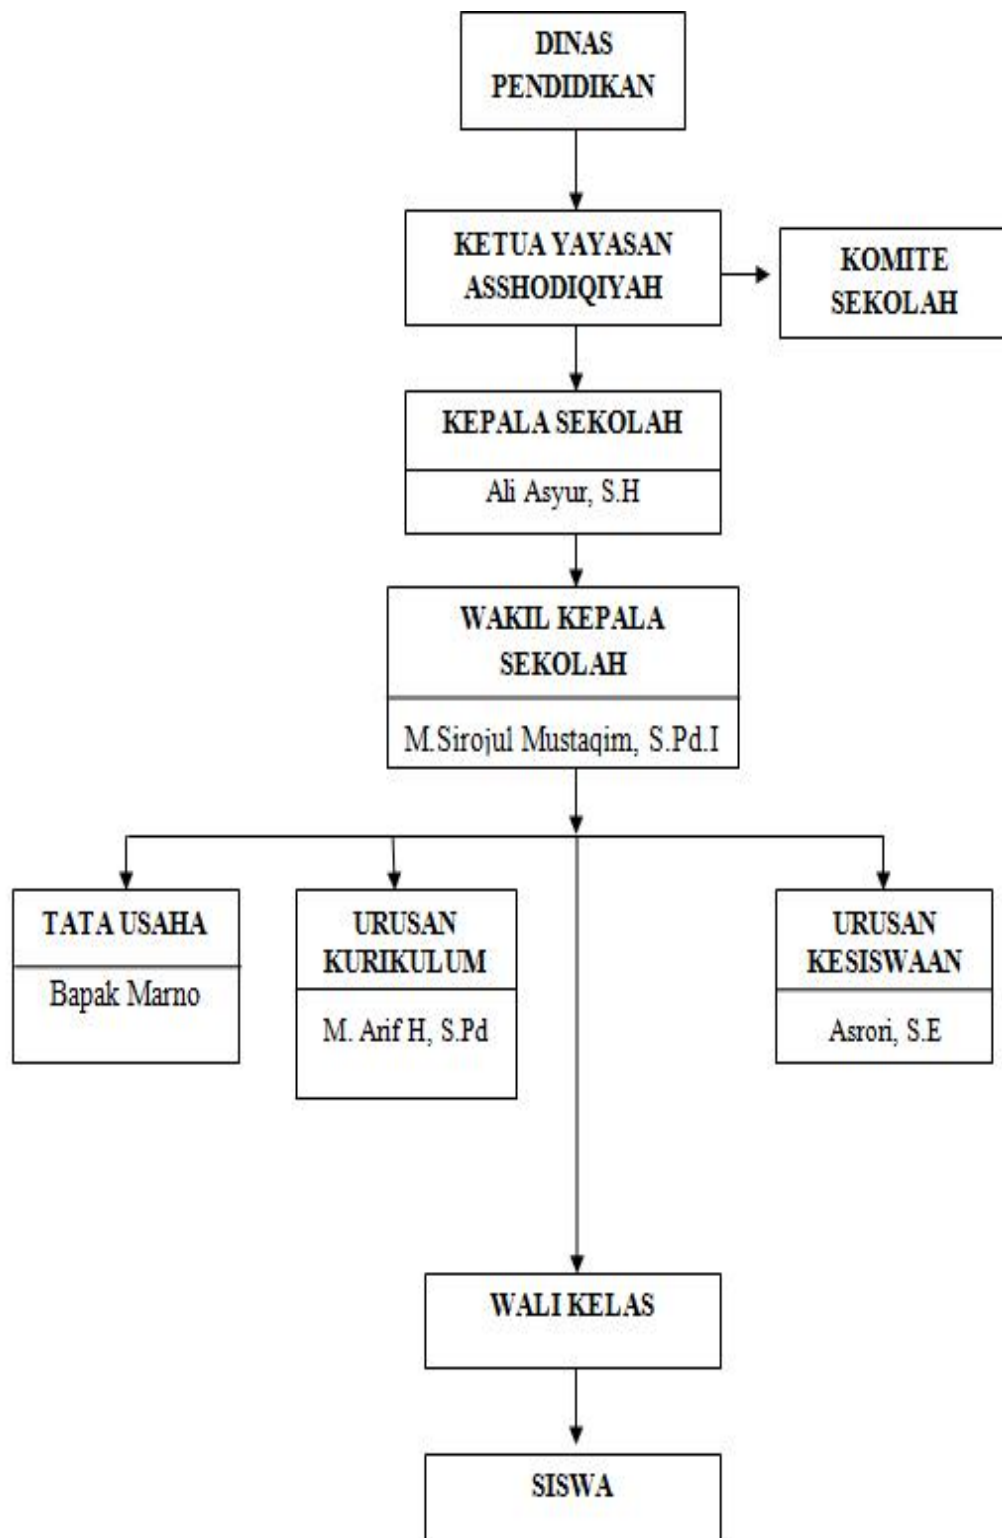 DINAS
PENDIDIKAN
KETUA YAYASAN
ASSHODIQIYAH
KOMITE
SEKOLAH
KEPALA SEKOLAH
Ali Asyur, S.H
WAKIL KEPALA
SEKOLAH
M.Sirojul Mustaqim, S.Pd.I
TATA USAHA
Bapak Marno
URUSAN
KURIKULUM
M. Arif H, S.Pd
URUSAN
KESISWAAN
Asrori, S.E
WALI KELAS
SISWA